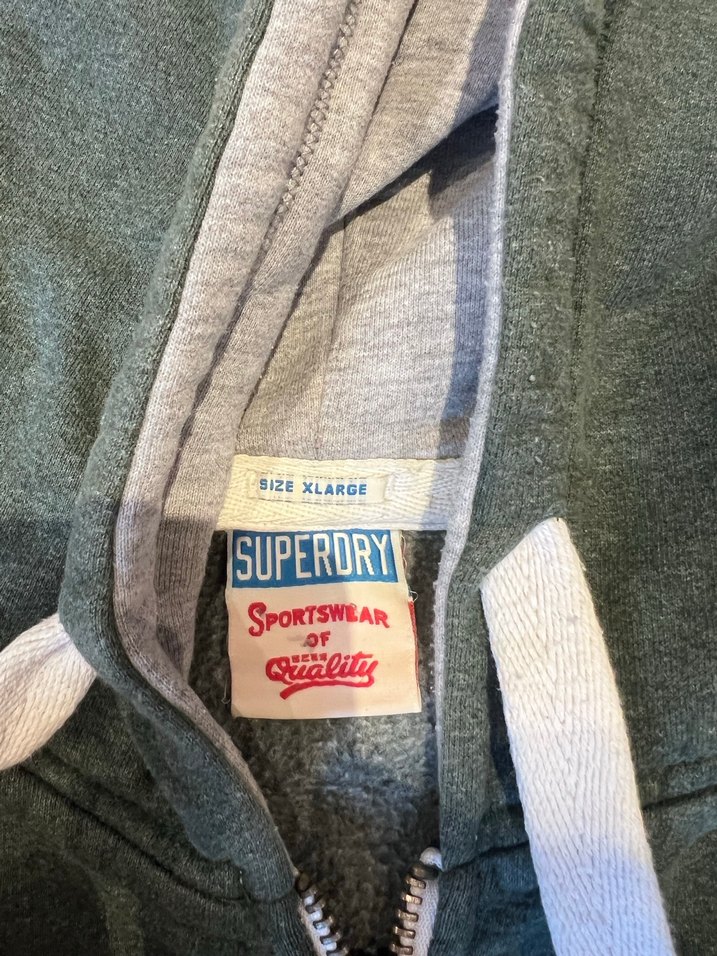 SIZE XLARGE
SUPERDRY
SPORTSWEAR
OF
Quality